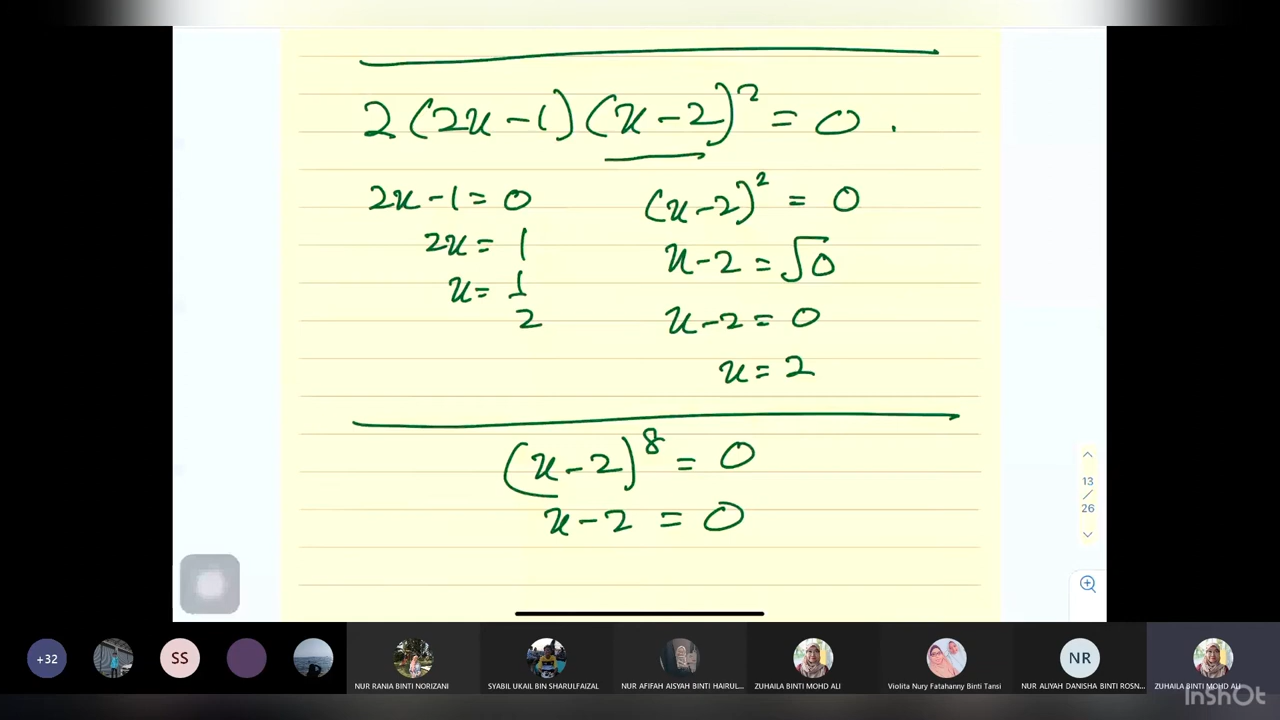 2(2x-1)(x-2)² = 0 .
2x-1 = 0
2x = 1
x = 1/2
(x-2)² = 0
x-2 = √0
x-2 = 0
x = 2
(x-2)⁸ = 0
x-2 = 0
13
/
26
+32
SS
NUR RANIA BINTI NORIZANI
SYABIL UKAIL BIN SHARULFAIZAL
NUR AFIFAH AISYAH BINTI HAIRUL...
ZUHAILA BINTI MOHD ALI
Violita Nury Fatahanny Binti Tansi
NR
NUR ALIYAH DANISHA BINTI ROSN...
ZUHAILA BINTI MOHD ALI
InShOt